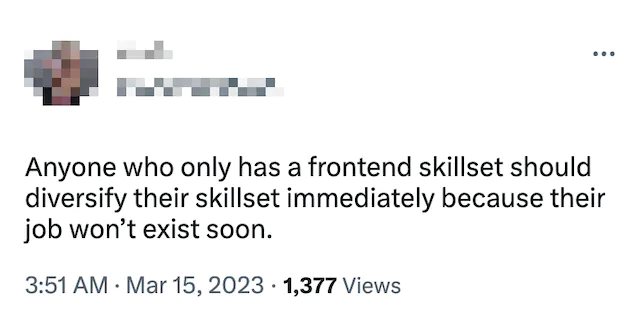 Anyone who only has a frontend skillset should
diversify their skillset immediately because their
job won’t exist soon.
3:51 AM · Mar 15, 2023 · 1,377 Views